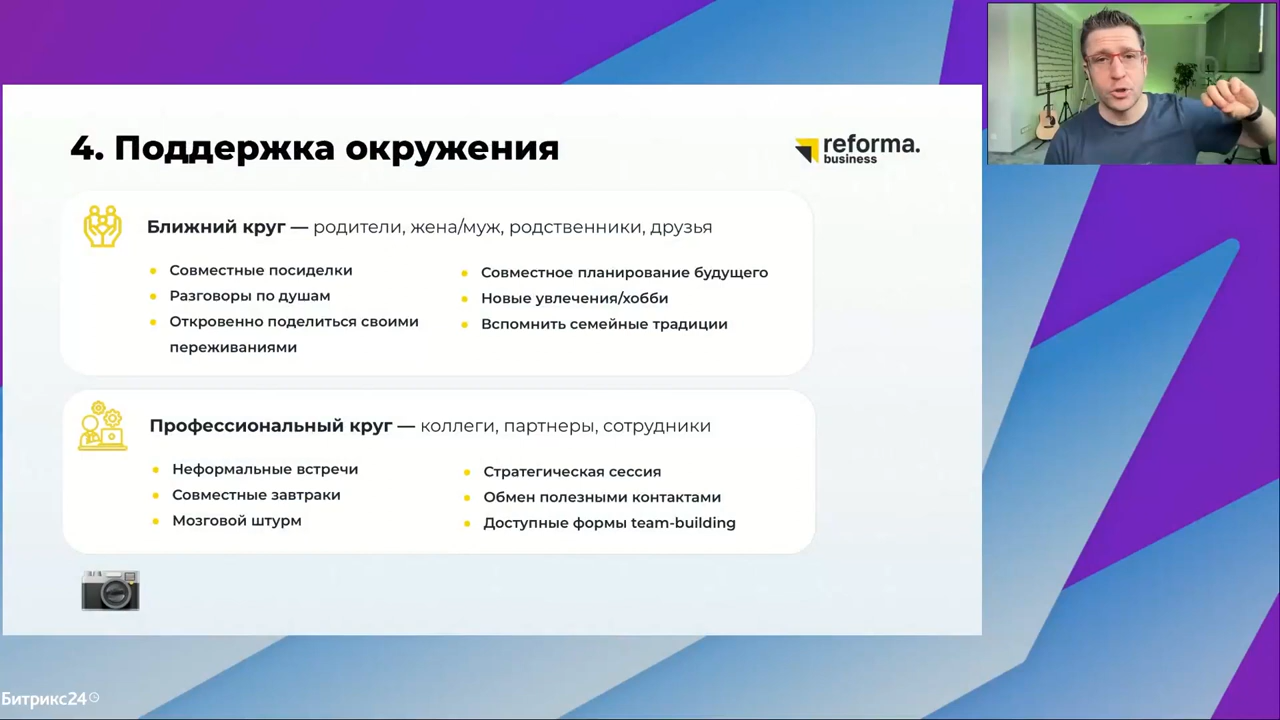 4. Поддержка окружения
reforma.
business
Ближний круг — родители, жена/муж, родственники, друзья
Совместные посиделки
Разговоры по душам
Откровенно поделиться своими
переживаниями
Совместное планирование будущего
Новые увлечения/хобби
Вспомнить семейные традиции
Профессиональный круг — коллеги, партнеры, сотрудники
Неформальные встречи
Совместные завтраки
Мозговой штурм
Стратегическая сессия
Обмен полезными контактами
Доступные формы team-building
Битрикс24